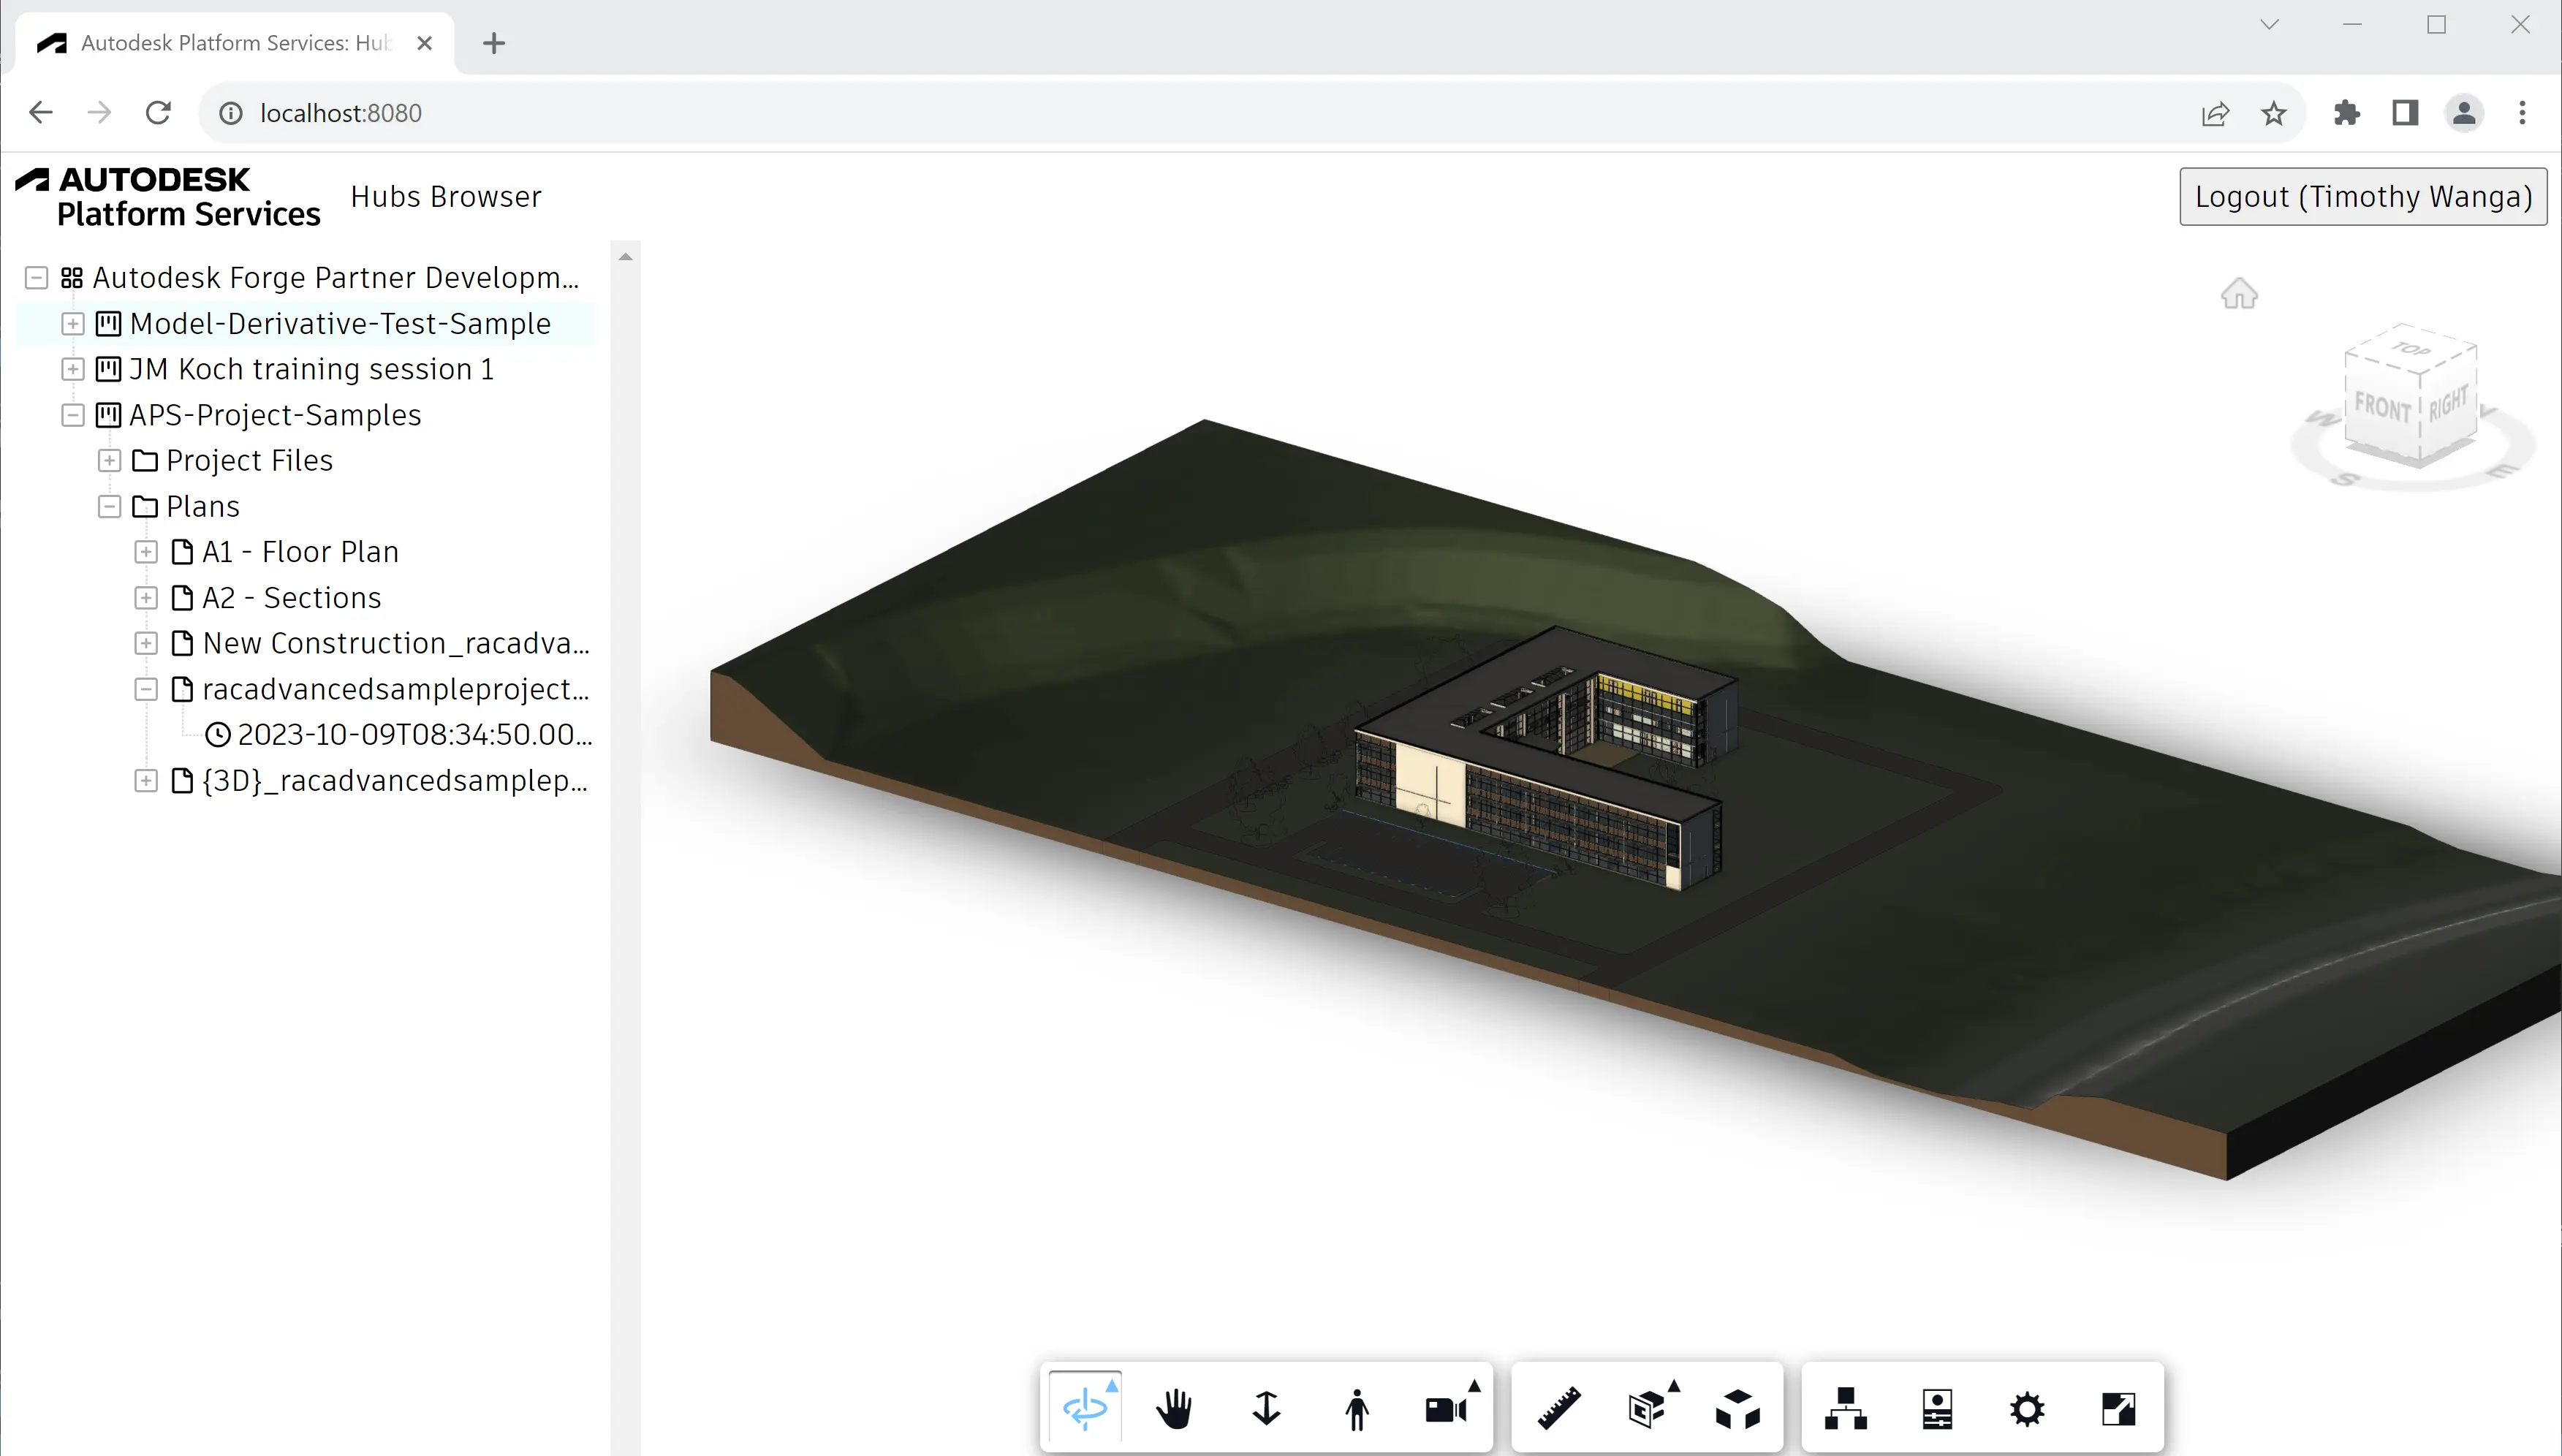 Autodesk Platform Services: Hub
localhost:8080
AUTODESK
Platform Services
Hubs Browser
Logout (Timothy Wanga)
Autodesk Forge Partner Developm...
Model-Derivative-Test-Sample
JM Koch training session 1
APS-Project-Samples
Project Files
Plans
A1 - Floor Plan
A2 - Sections
New Construction_racadva...
racadvancedsampleproject...
2023-10-09T08:34:50.00...
{3D}_racadvancedsamplep...
TOP
FRONT
RIGHT
W
S
E